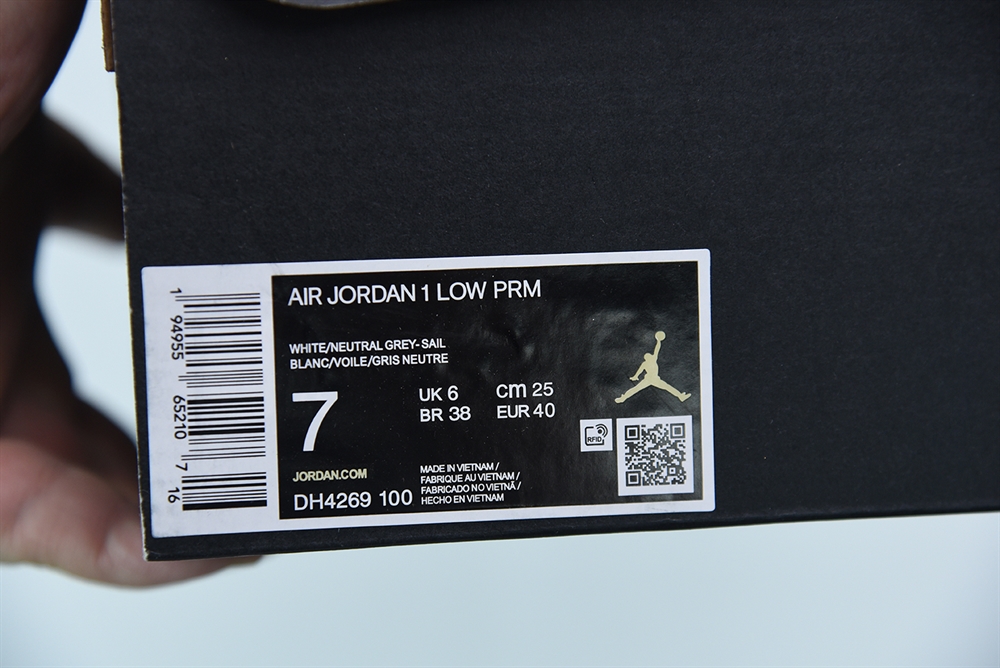 AIR JORDAN 1 LOW PRM
WHITE/NEUTRAL GREY-SAIL
BLANC/VOILE/GRIS NEUTRE
7
UK 6
cm 25
BR 38
EUR 40
RFID
JORDAN.COM
DH4269 100
MADE IN VIETNAM /
FABRIQUE AU VIETNAM /
FABRICADO NO VIETNÃ /
HECHO EN VIETNAM
1 94955 65210 7 16